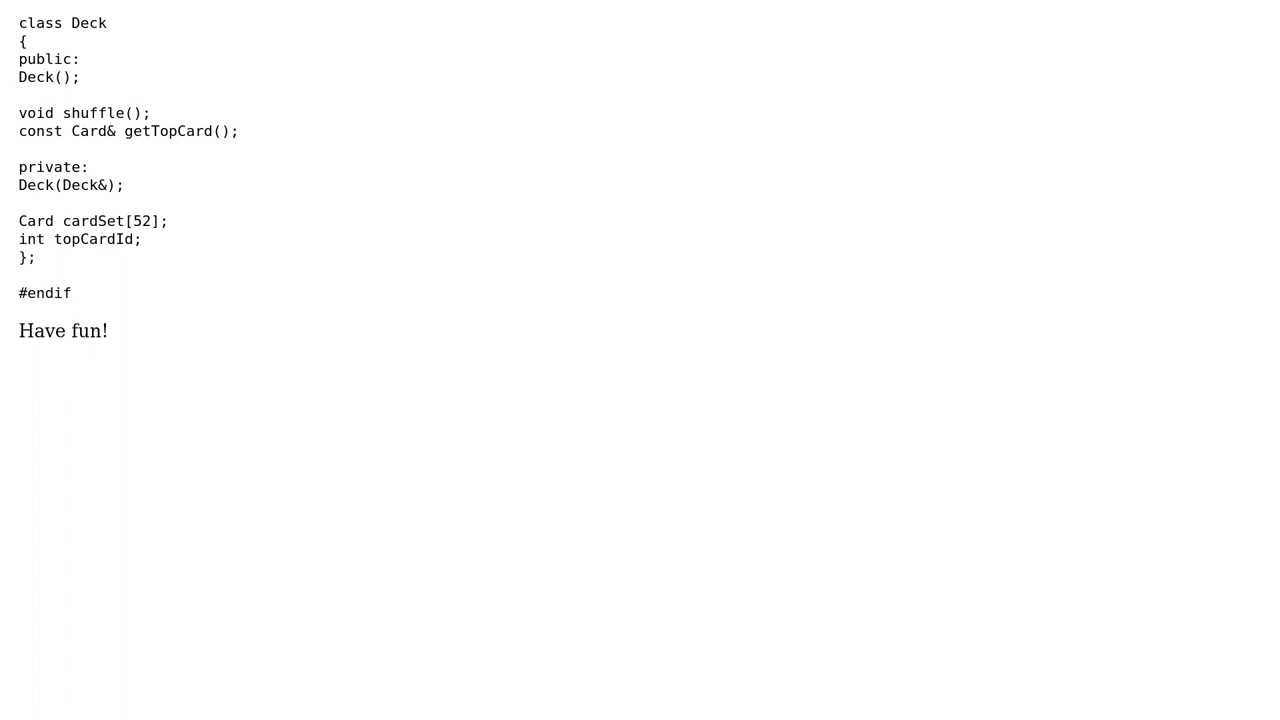 class Deck
{
public:
Deck();
void shuffle();
const Card& getTopCard();
private:
Deck(Deck&);
Card cardSet[52];
int topCardId;
};
#endif
Have fun!